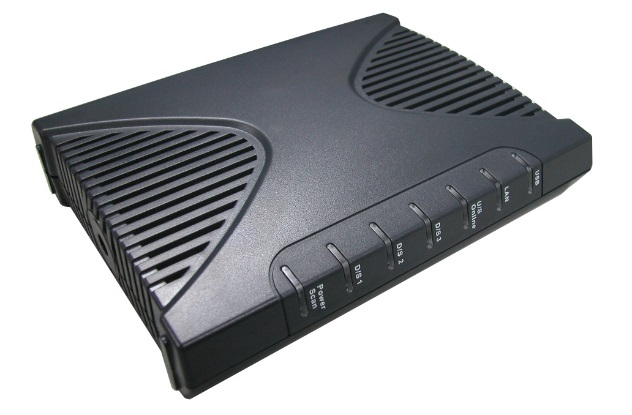 Power
Scan
D/S 1
D/S 2
D/S 3
U/S
Online
LAN
USB